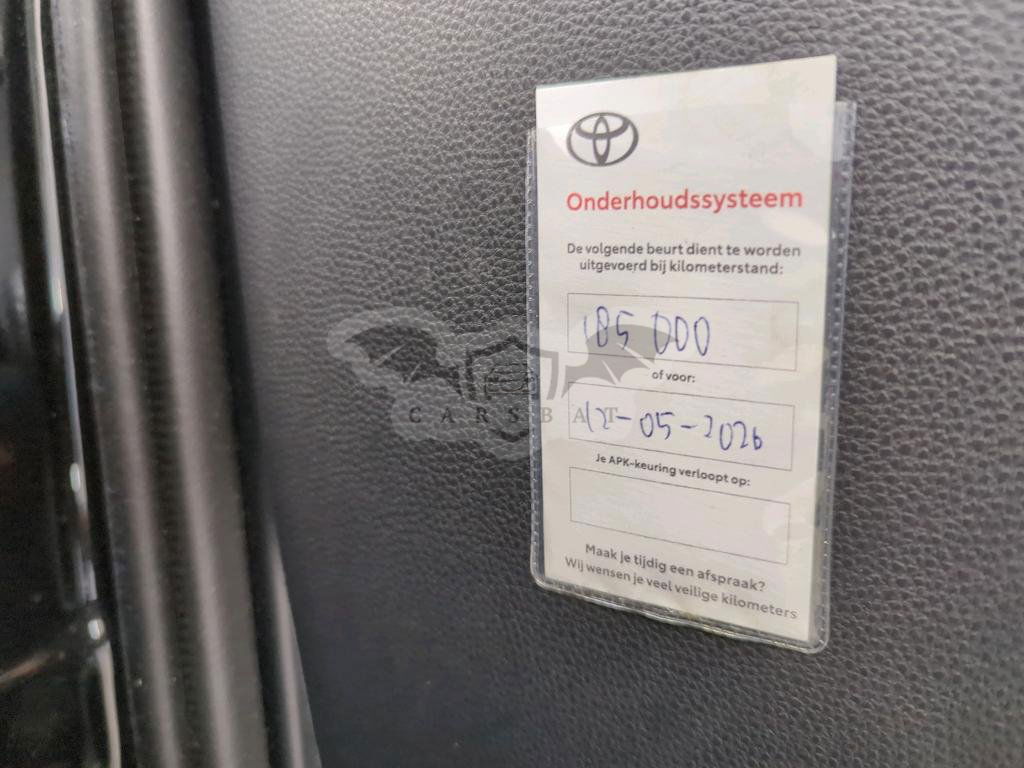 Onderhoudssysteem
De volgende beurt dient te worden
uitgevoerd bij kilometerstand:
185 000
of voor:
12-05-2026
Je APK-keuring verloopt op:
Maak je tijdig een afspraak?
Wij wensen je veel veilige kilometers
CARSBAT